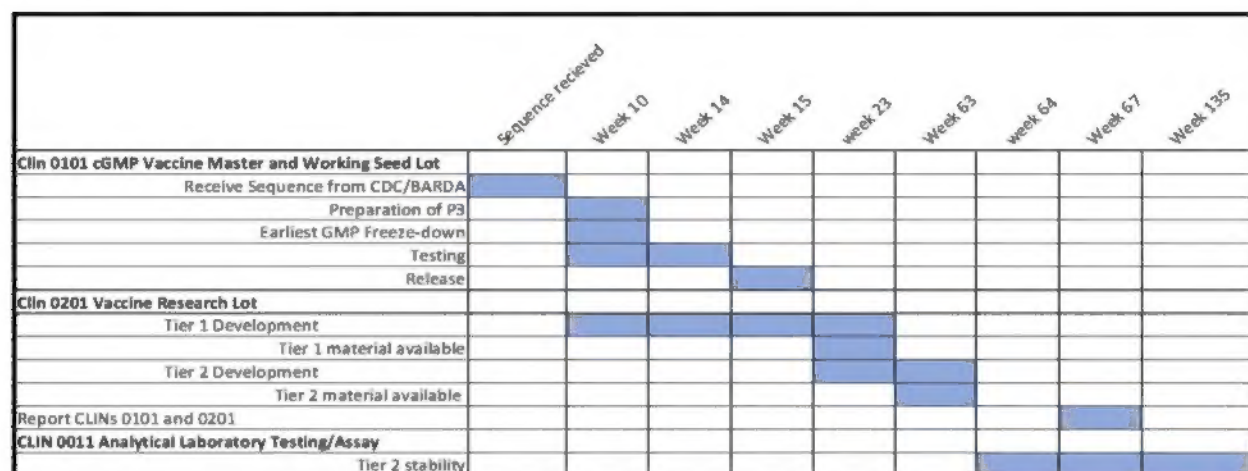 Sequence recieved
Week 10
Week 14
Week 15
week 23
Week 63
week 64
Week 67
Week 135
Clin 0101 cGMP Vaccine Master and Working Seed Lot
Receive Sequence from CDC/BARDA
Preparation of P3
Earliest GMP Freeze-down
Testing
Release
Clin 0201 Vaccine Research Lot
Tier 1 Development
Tier 1 material available
Tier 2 Development
Tier 2 material available
Report CLINs 0101 and 0201
CLIN 0011 Analytical Laboratory Testing/Assay
Tier 2 stability